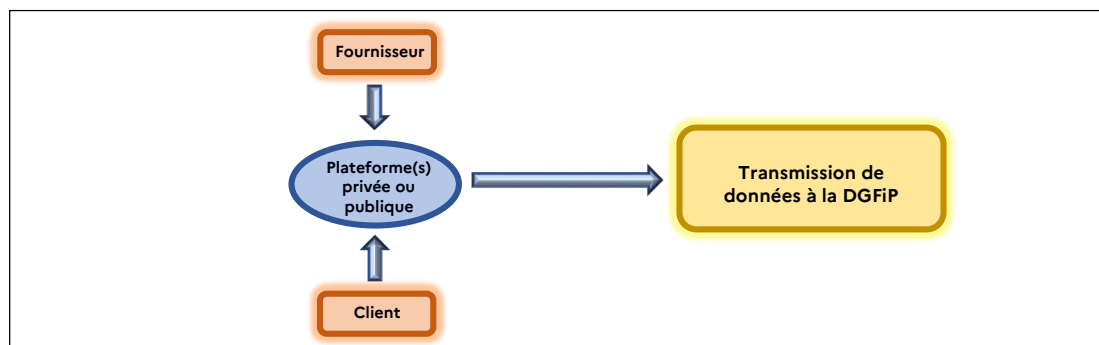 Fournisseur
Plateforme(s)
privée ou
publique
Transmission de
données à la DGFiP
Client